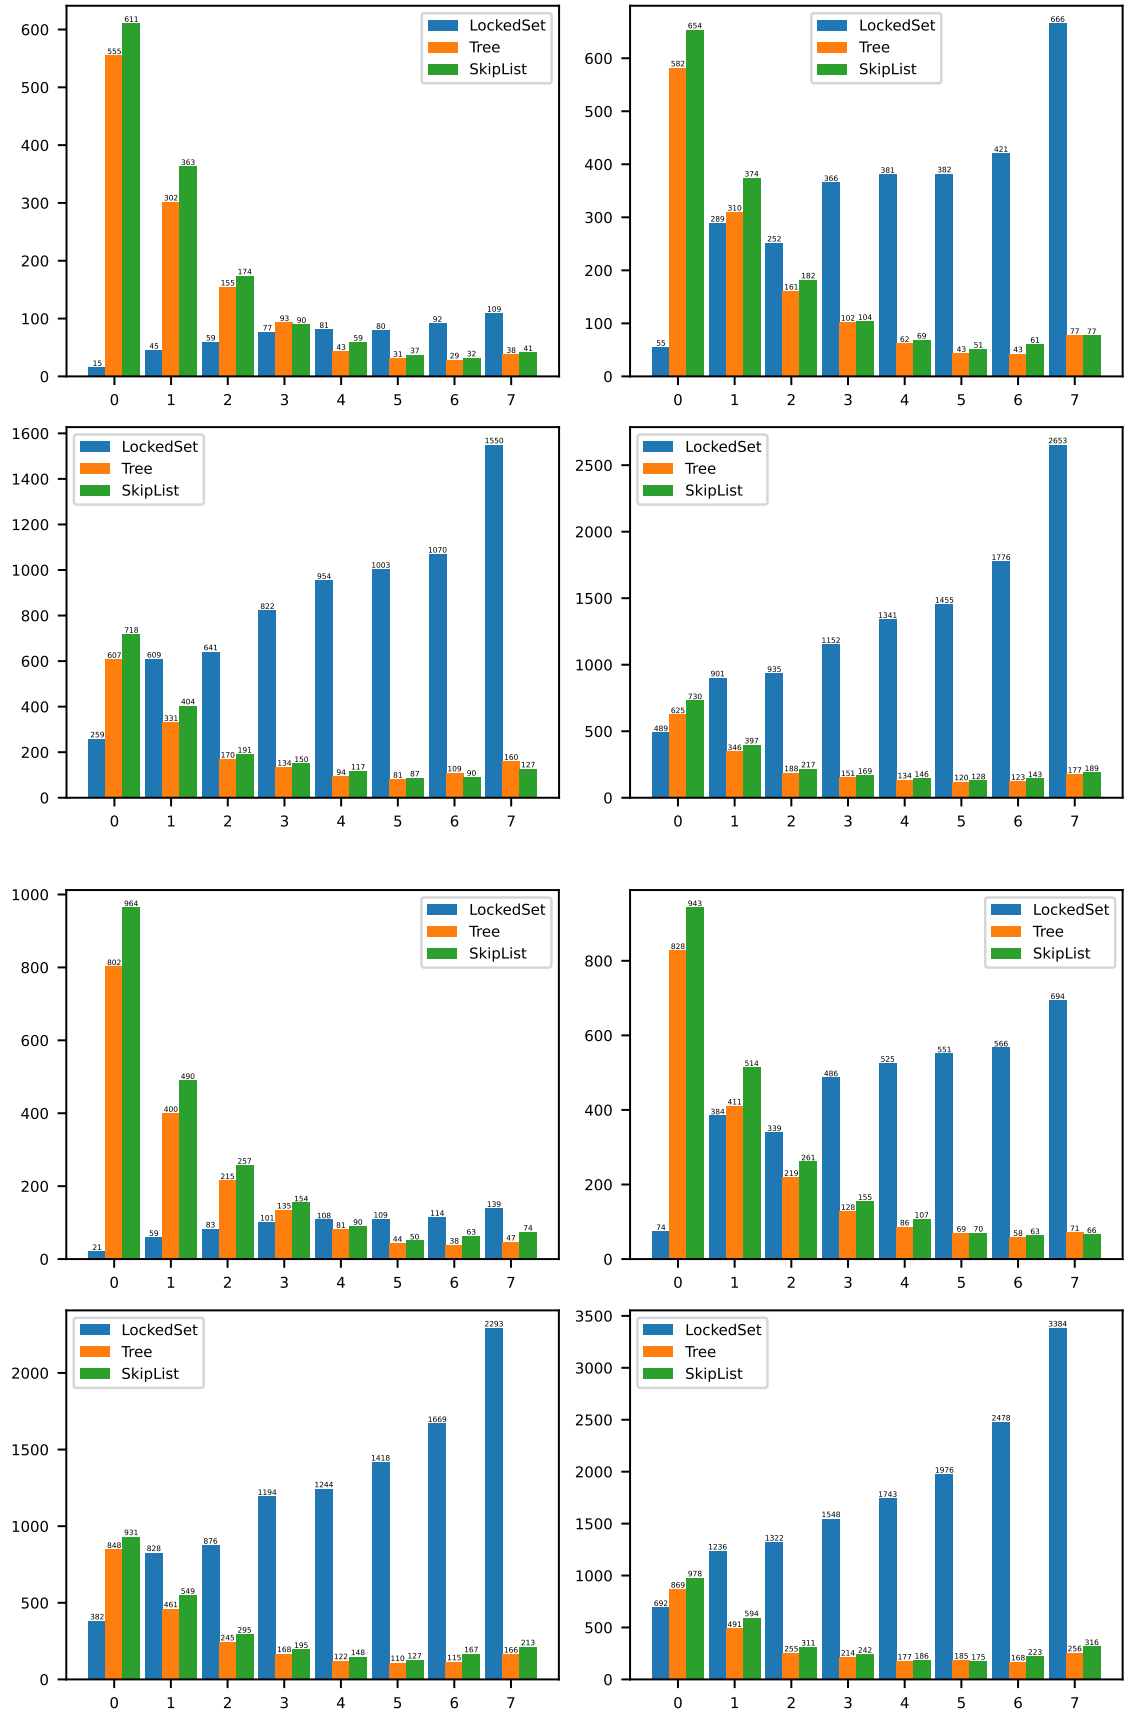 LockedSet
Tree
SkipList
600
500
400
300
200
100
0
15 555 611
45 302 363
59 155 174
77 93 90
81 43 59
80 31 37
92 29 32
109 38 41
0 1 2 3 4 5 6 7
LockedSet
Tree
SkipList
600
500
400
300
200
100
0
55 582 654
289 310 374
252 161 182
366 102 104
381 62 69
382 43 51
421 43 61
666 77 77
0 1 2 3 4 5 6 7
LockedSet
Tree
SkipList
1600
1400
1200
1000
800
600
400
200
0
259 607 718
609 331 404
641 170 191
822 134 150
954 94 117
1003 81 87
1070 109 90
1550 160 127
0 1 2 3 4 5 6 7
LockedSet
Tree
SkipList
2500
2000
1500
1000
500
0
489 625 730
901 346 397
935 188 217
1152 151 169
1341 134 146
1455 120 128
1776 123 143
2653 177 189
0 1 2 3 4 5 6 7
LockedSet
Tree
SkipList
1000
800
600
400
200
0
21 802 964
59 400 490
83 215 257
101 135 154
108 81 90
109 44 50
114 38 63
139 47 74
0 1 2 3 4 5 6 7
LockedSet
Tree
SkipList
800
600
400
200
0
74 828 943
384 411 514
339 219 261
486 128 155
525 86 107
551 69 70
566 58 63
694 71 66
0 1 2 3 4 5 6 7
LockedSet
Tree
SkipList
2000
1500
1000
500
0
382 848 931
828 461 549
876 245 295
1194 168 195
1244 122 148
1418 110 127
1669 115 167
2293 166 213
0 1 2 3 4 5 6 7
LockedSet
Tree
SkipList
3500
3000
2500
2000
1500
1000
500
0
692 869 978
1236 491 594
1322 255 311
1548 214 242
1743 177 186
1976 185 175
2478 168 223
3384 256 316
0 1 2 3 4 5 6 7